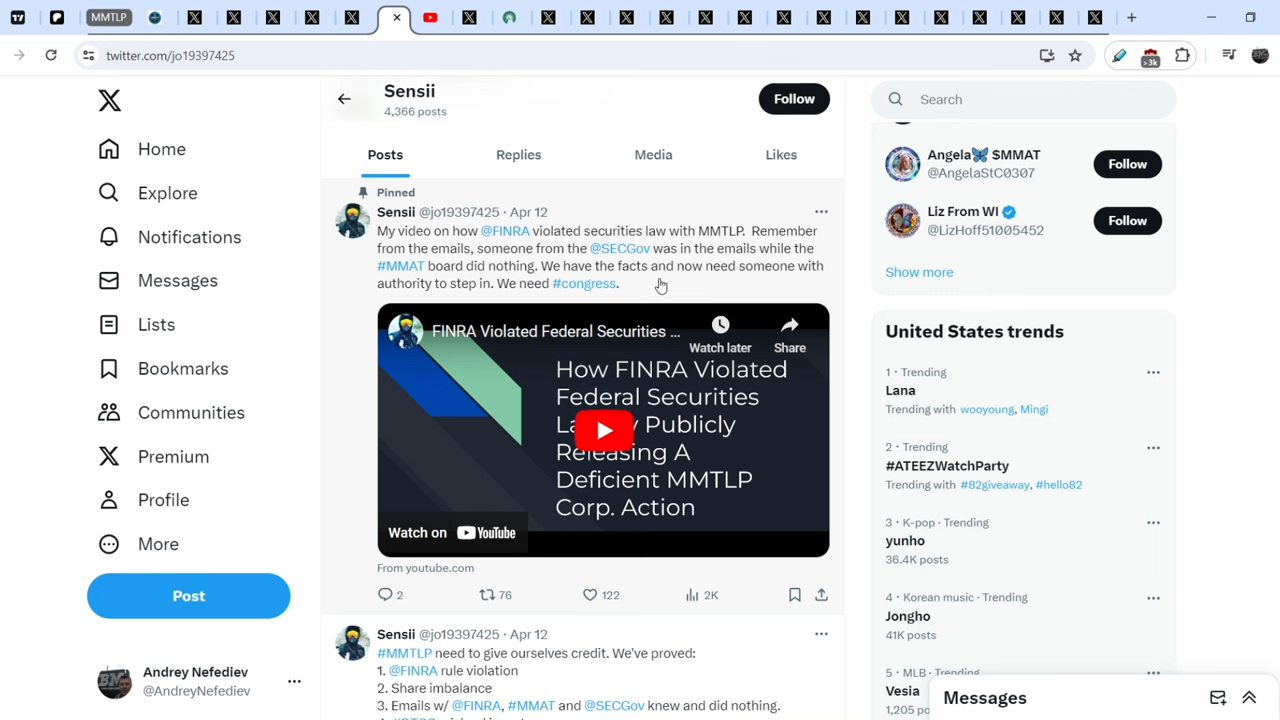 MMTLP
twitter.com/jo19397425
>3k
Home
Explore
Notifications
Messages
Lists
Bookmarks
Communities
Premium
Profile
More
Post
Andrey Nefediev
@AndreyNefediev
Sensii
4,366 posts
Follow
Posts
Replies
Media
Likes
Pinned
Sensii @jo19397425 · Apr 12
My video on how @FINRA violated securities law with MMTLP. Remember
from the emails, someone from the @SECGov was in the emails while the
#MMAT board did nothing. We have the facts and now need someone with
authority to step in. We need #congress.
FINRA Violated Federal Securities ...
Watch later
Share
How FINRA Violated
Federal Securities
Publicly
Releasing A
Deficient MMTLP
Corp. Action
Watch on YouTube
From youtube.com
2
76
122
2K
Sensii @jo19397425 · Apr 12
#MMTLP need to give ourselves credit. We've proved:
1. @FINRA rule violation
2. Share imbalance
3. Emails w/ @FINRA, #MMAT and @SECGov knew and did nothing.
Search
Angela🦋 $MMAT
@AngelaStC0307
Follow
Liz From WI
@LizHoff51005452
Follow
Show more
United States trends
1 · Trending
Lana
Trending with wooyoung, Mingi
2 · Trending
#ATEEZWatchParty
Trending with #82giveaway, #hello82
3 · K-pop · Trending
yunho
36.4K posts
4 · Korean music · Trending
Jongho
41K posts
5 · MLB · Trending
Vesia
1,205 po
Messages